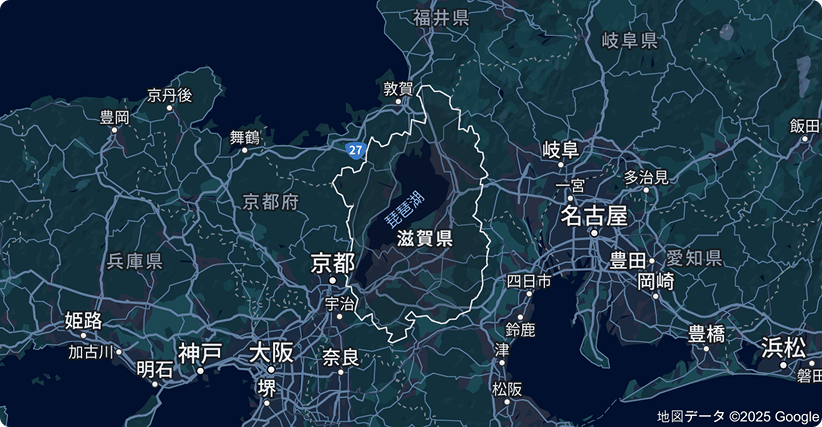 福井県
岐阜県
敦賀
京丹後
豊岡
飯田
舞鶴
27
岐阜
多治見
一宮
京都府
琵琶湖
名古屋
滋賀県
兵庫県
京都
豊田
愛知県
岡崎
四日市
宇治
姫路
鈴鹿
豊橋
加古川
神戸
大阪
奈良
津
浜松
明石
磐田
堺
松阪
地図データ ©2025 Google